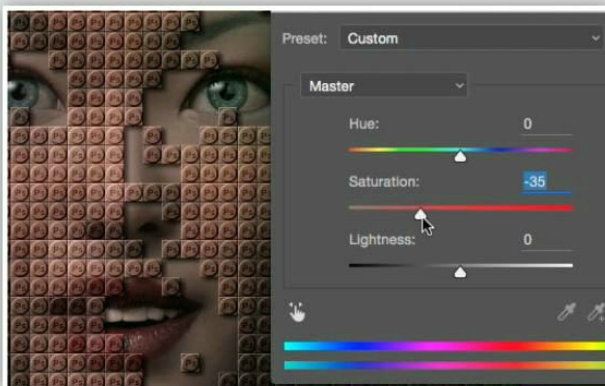 Preset: Custom
Master
Hue: 0
Saturation: -35
Lightness: 0